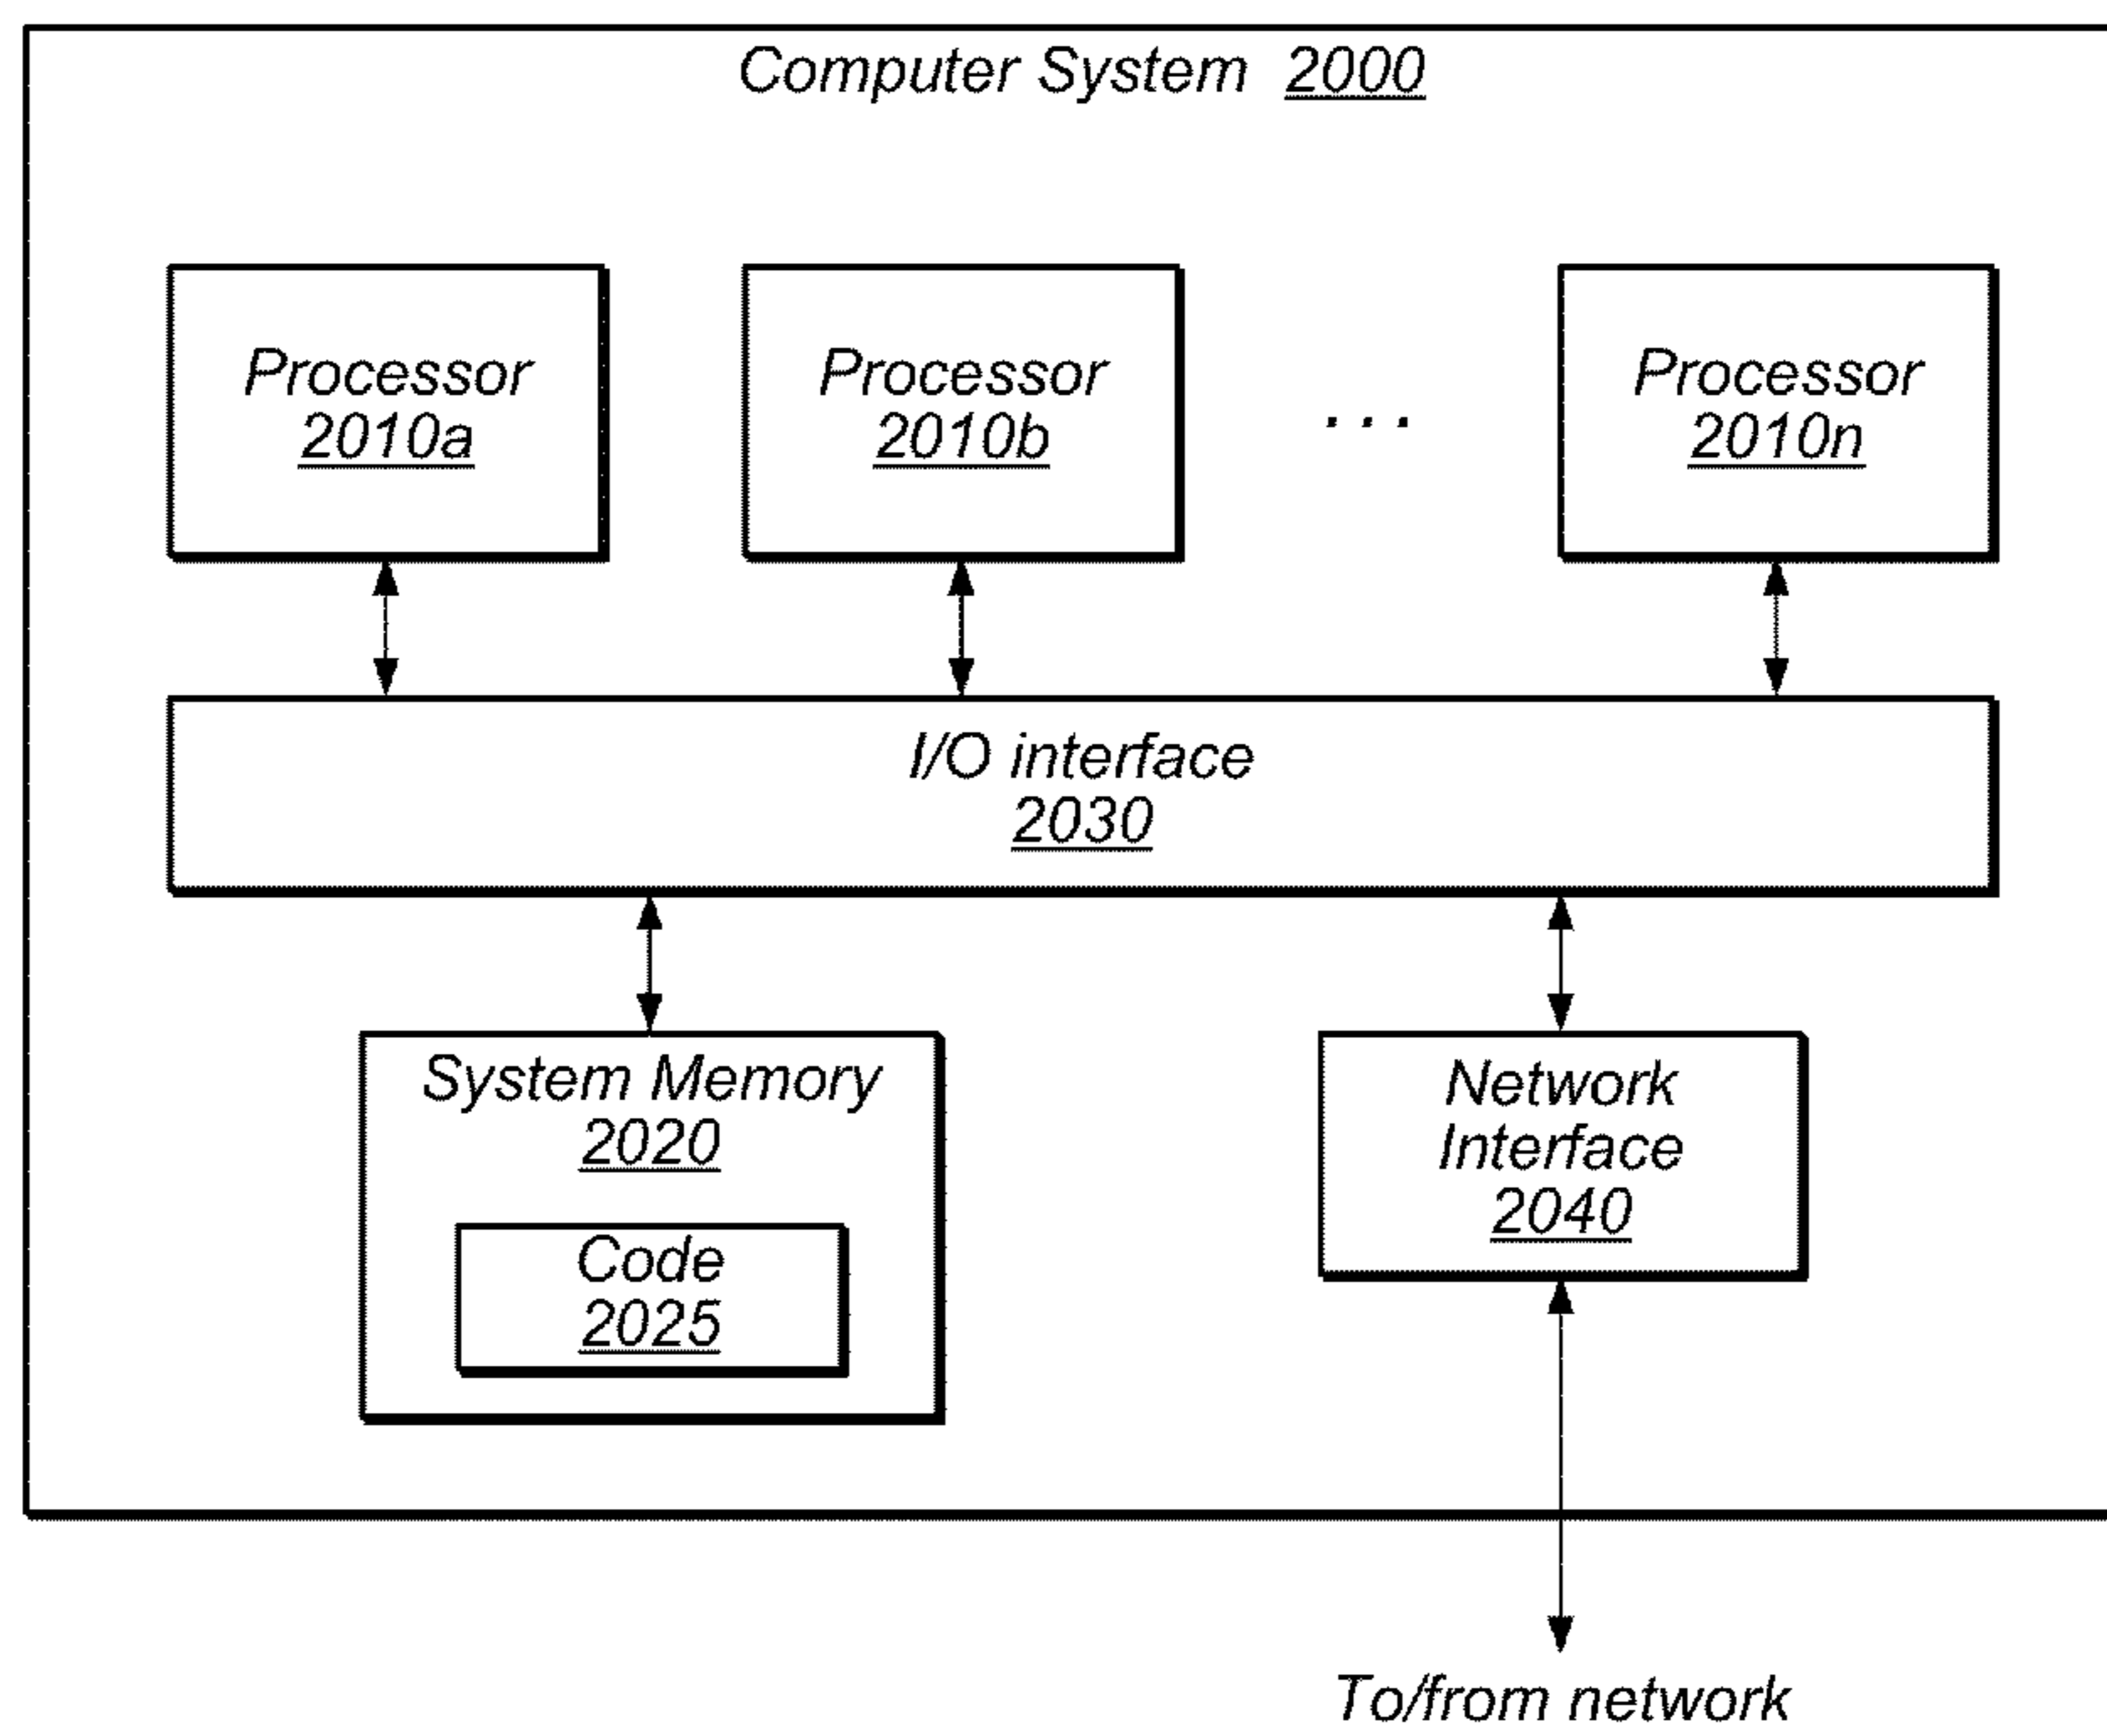 Computer System 2000
Processor
2010a
Processor
2010b
. . .
Processor
2010n
I/O interface
2030
System Memory
2020
Code
2025
Network
Interface
2040
To/from network